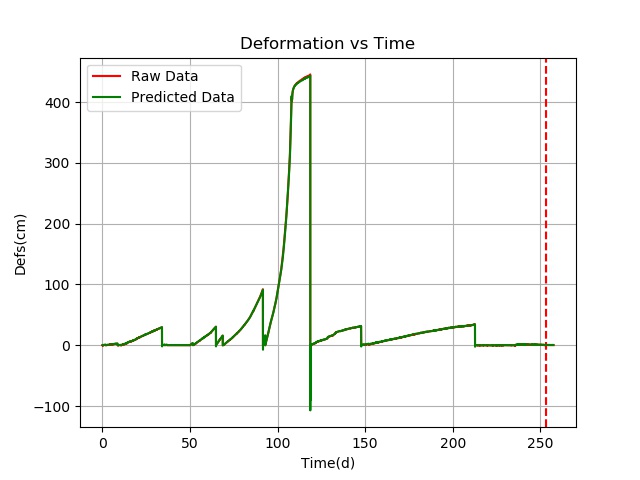 Deformation vs Time
Raw Data
Predicted Data
400
300
200
100
0
−100
Defs(cm)
0 50 100 150 200 250
Time(d)